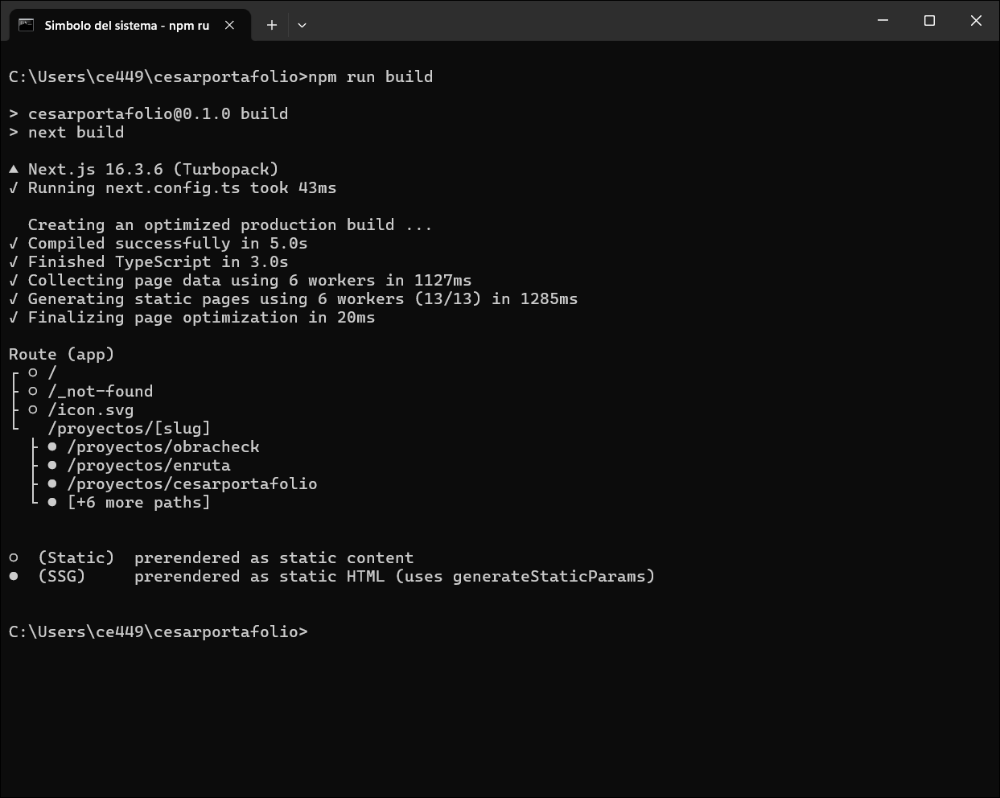 Simbolo del sistema - npm ru
C:\Users\ce449\cesarportafolio>npm run build
> cesarportafolio@0.1.0 build
> next build
▲ Next.js 16.3.6 (Turbopack)
√ Running next.config.ts took 43ms
Creating an optimized production build ...
√ Compiled successfully in 5.0s
√ Finished TypeScript in 3.0s
√ Collecting page data using 6 workers in 1127ms
√ Generating static pages using 6 workers (13/13) in 1285ms
√ Finalizing page optimization in 20ms
Route (app)
┌ ○ /
├ ○ /_not-found
├ ○ /icon.svg
└   /proyectos/[slug]
  ├ ● /proyectos/obracheck
  ├ ● /proyectos/enruta
  ├ ● /proyectos/cesarportafolio
  └ ● [+6 more paths]
○  (Static)  prerendered as static content
●  (SSG)     prerendered as static HTML (uses generateStaticParams)
C:\Users\ce449\cesarportafolio>